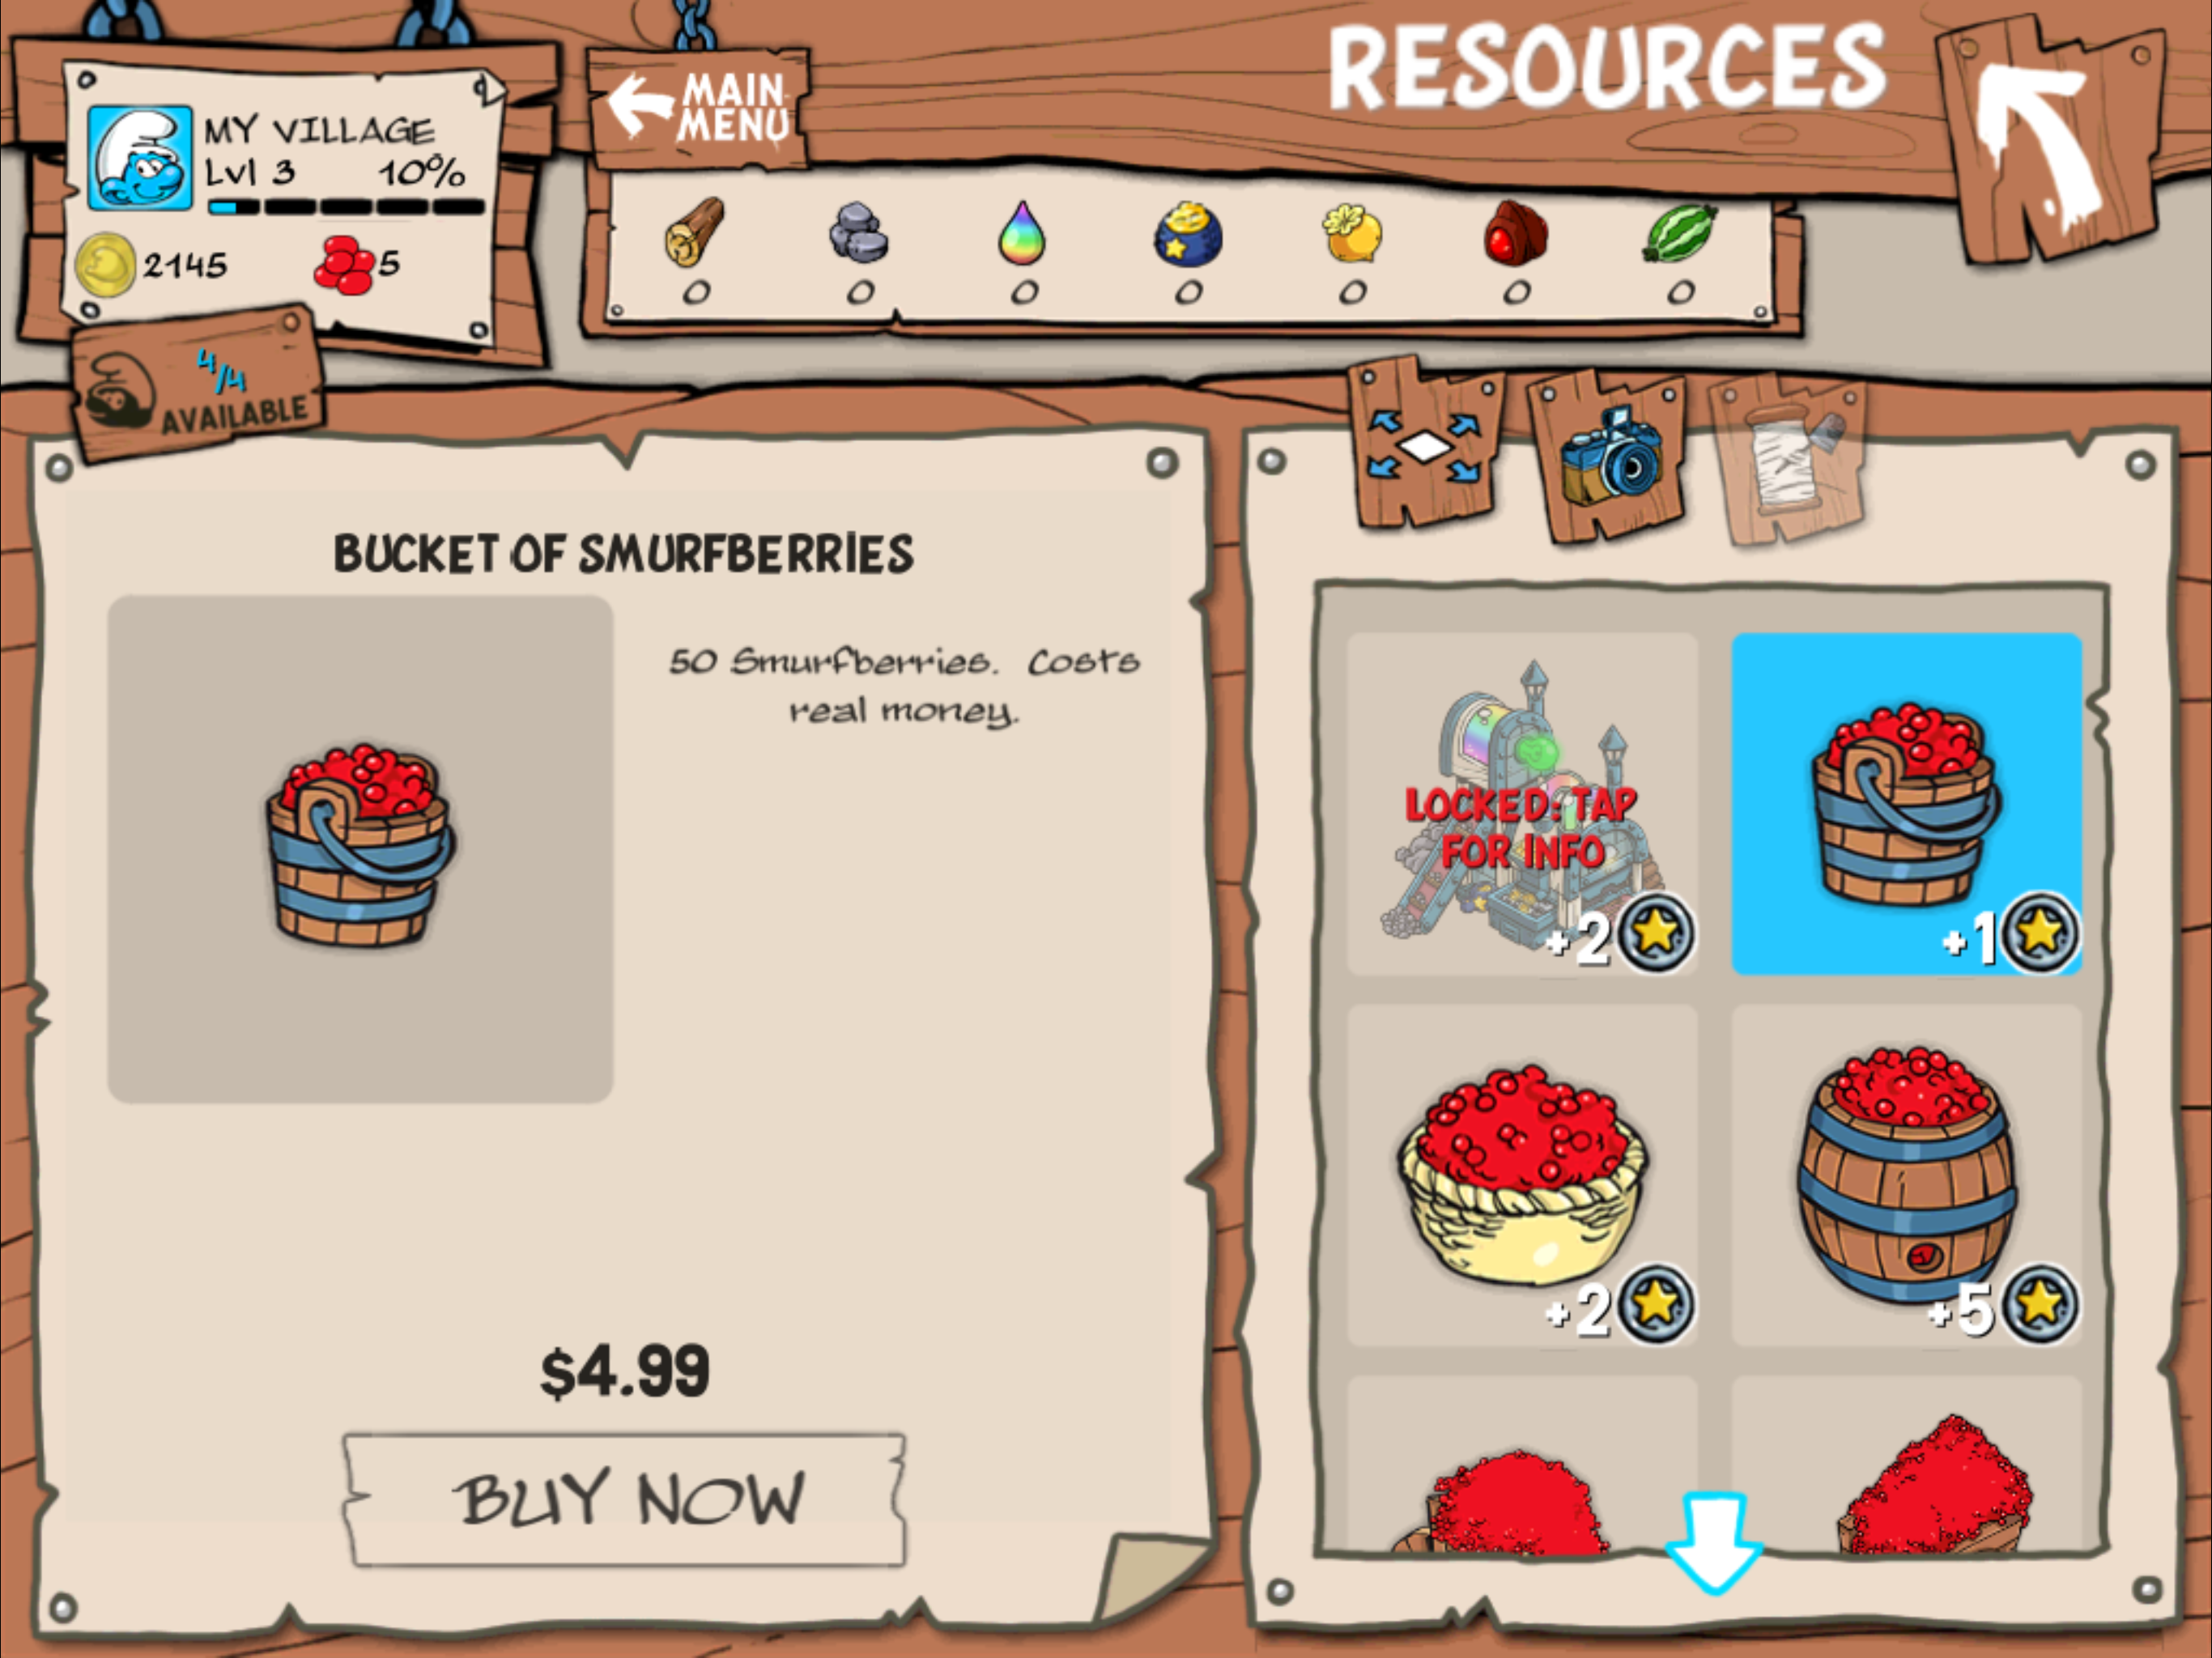 RESOURCES
MAIN
MENU
MY VILLAGE
Lvl 3 10%
2145 5
0 0 0 0 0 0 0
4/4
AVAILABLE
BUCKET OF SMURFBERRIES
50 Smurfberries. Costs
real money.
$4.99
BUY NOW
LOCKED: TAP
FOR INFO
+2
+1
+2
+5